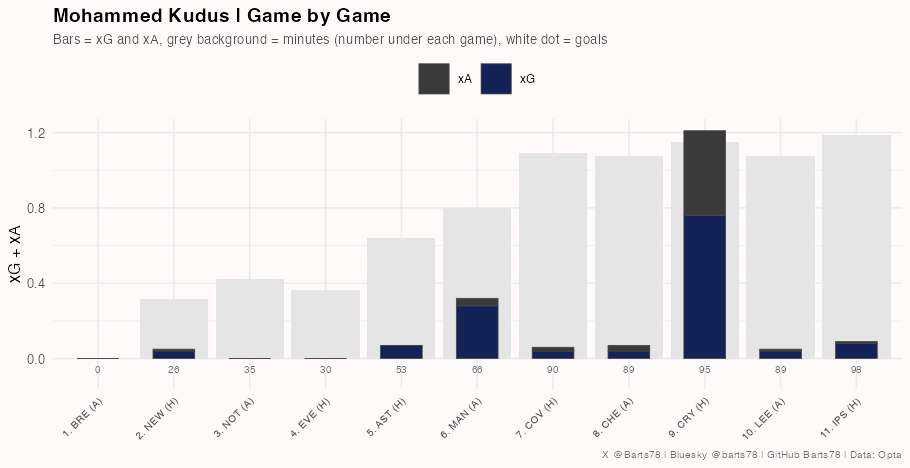 Mohammed Kudus | Game by Game
Bars = xG and xA, grey background = minutes (number under each game), white dot = goals
xA xG
xG + xA
1.2
0.8
0.4
0.0
0 26 35 30 53 66 90 89 95 89 98
1. BRE (A) 2. NEW (H) 3. NOT (A) 4. EVE (H) 5. AST (H) 6. MAN (A) 7. COV (H) 8. CHE (A) 9. CRY (H) 10. LEE (A) 11. IPS (H)
X @Barts78 | Bluesky @barts78 | GitHub Barts78 | Data: Opta